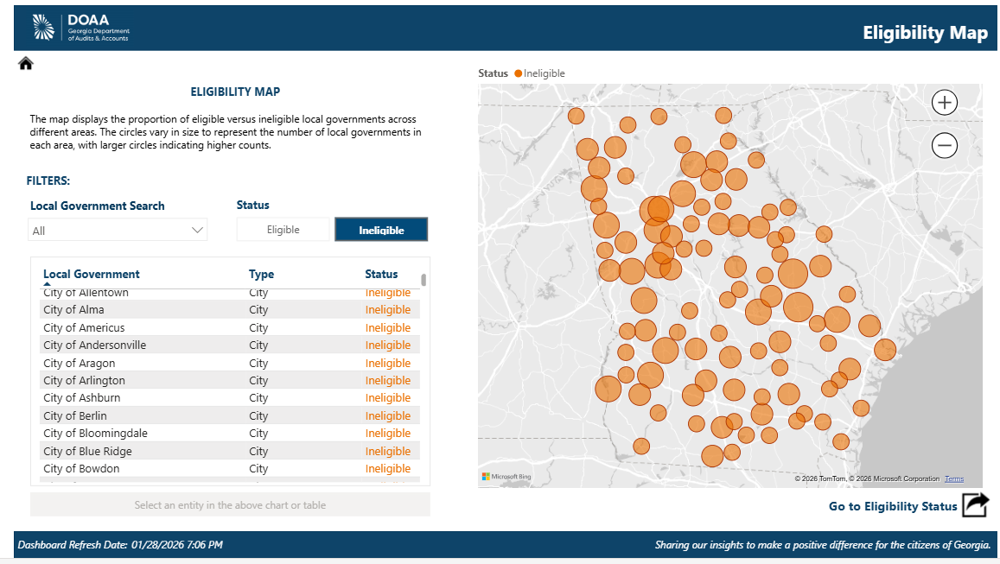 DOAA
Georgia Department
of Audits & Accounts
Eligibility Map
ELIGIBILITY MAP
The map displays the proportion of eligible versus ineligible local governments across
different areas. The circles vary in size to represent the number of local governments in
each area, with larger circles indicating higher counts.
FILTERS:
Local Government Search
Status
All
Eligible
Ineligible
Local Government Type Status
City of Allentown City Ineligible
City of Alma City Ineligible
City of Americus City Ineligible
City of Andersonville City Ineligible
City of Aragon City Ineligible
City of Arlington City Ineligible
City of Ashburn City Ineligible
City of Berlin City Ineligible
City of Bloomingdale City Ineligible
City of Blue Ridge City Ineligible
City of Bowdon City Ineligible
Select an entity in the above chart or table
Status Ineligible
Microsoft Bing
© 2026 TomTom, © 2026 Microsoft Corporation Terms
Go to Eligibility Status
Dashboard Refresh Date: 01/28/2026 7:06 PM
Sharing our insights to make a positive difference for the citizens of Georgia.